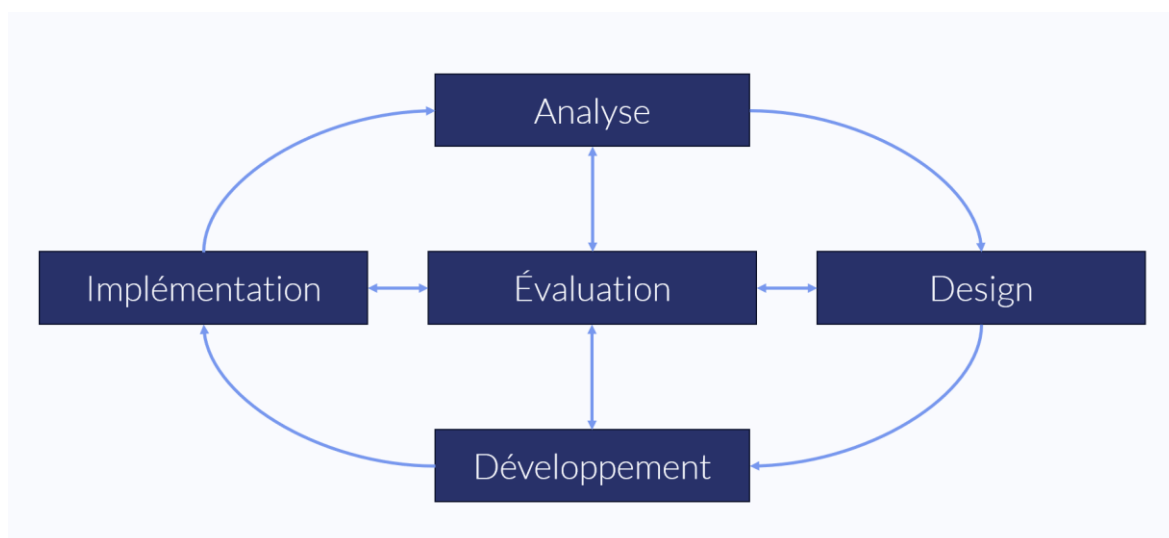 Analyse
Implémentation
Évaluation
Design
Développement